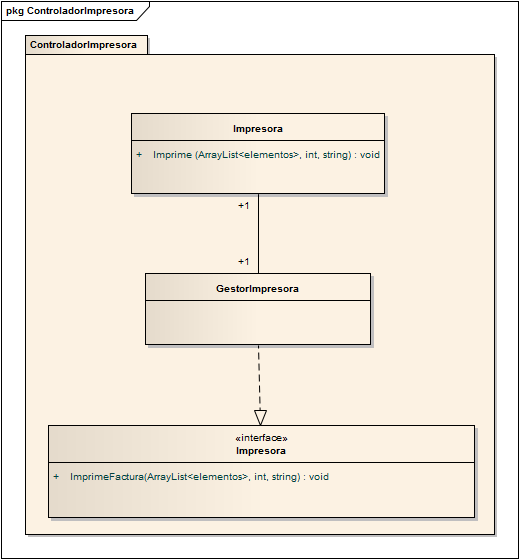 pkg ControladorImpresora
ControladorImpresora
Impresora
+ Imprime (ArrayList<elementos>, int, string) : void
+1
+1
GestorImpresora
«interface»
Impresora
+ ImprimeFactura(ArrayList<elementos>, int, string) : void